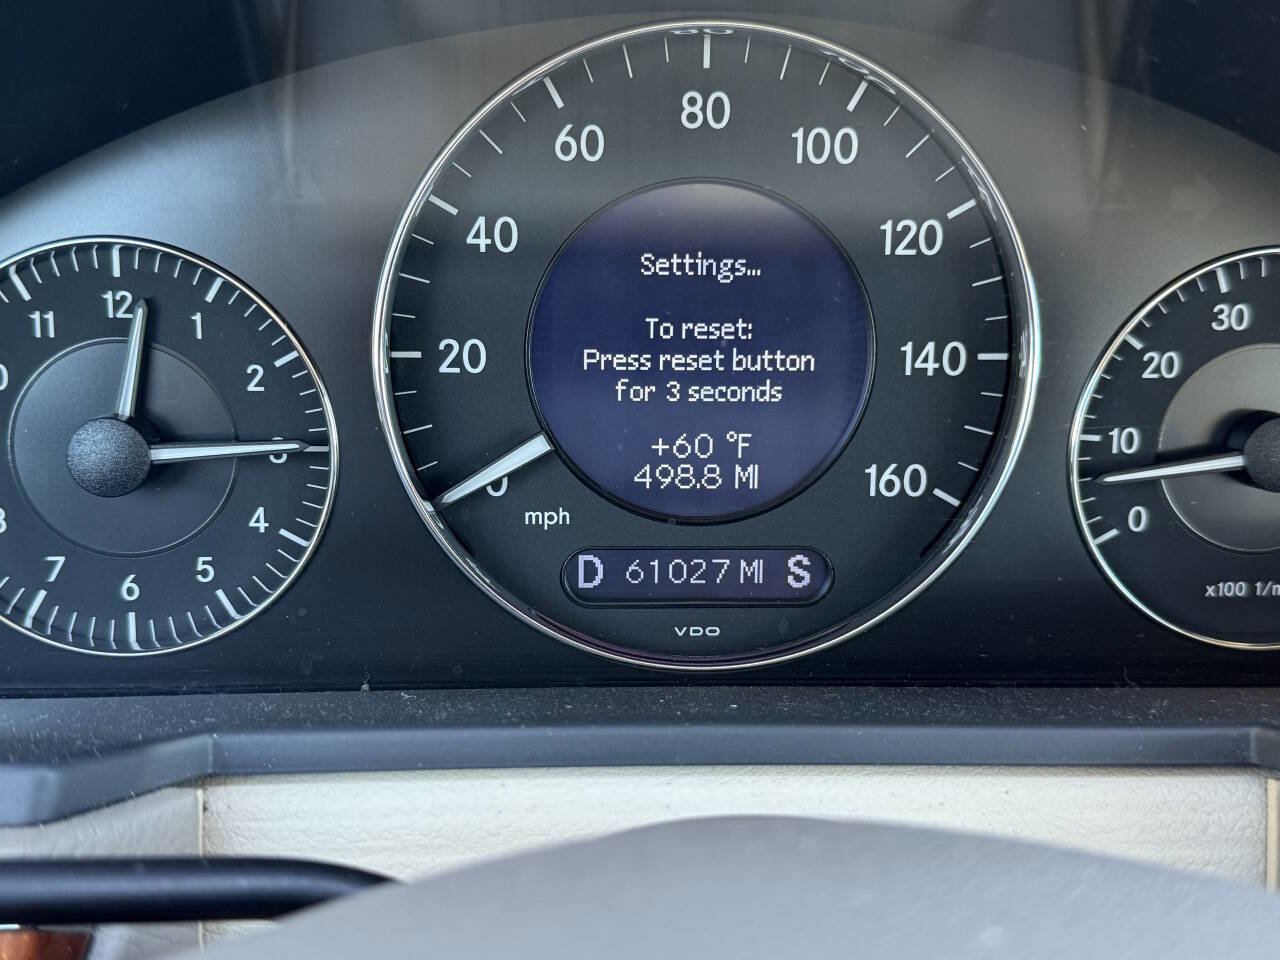 80
60
100
40
120
20
140
0
160
mph
Settings...
To reset:
Press reset button
for 3 seconds
+60 °F
498.8 MI
D 61027 MI S
VDO
12
11
1
2
3
4
5
6
7
8
30
20
10
0
x100 1/m